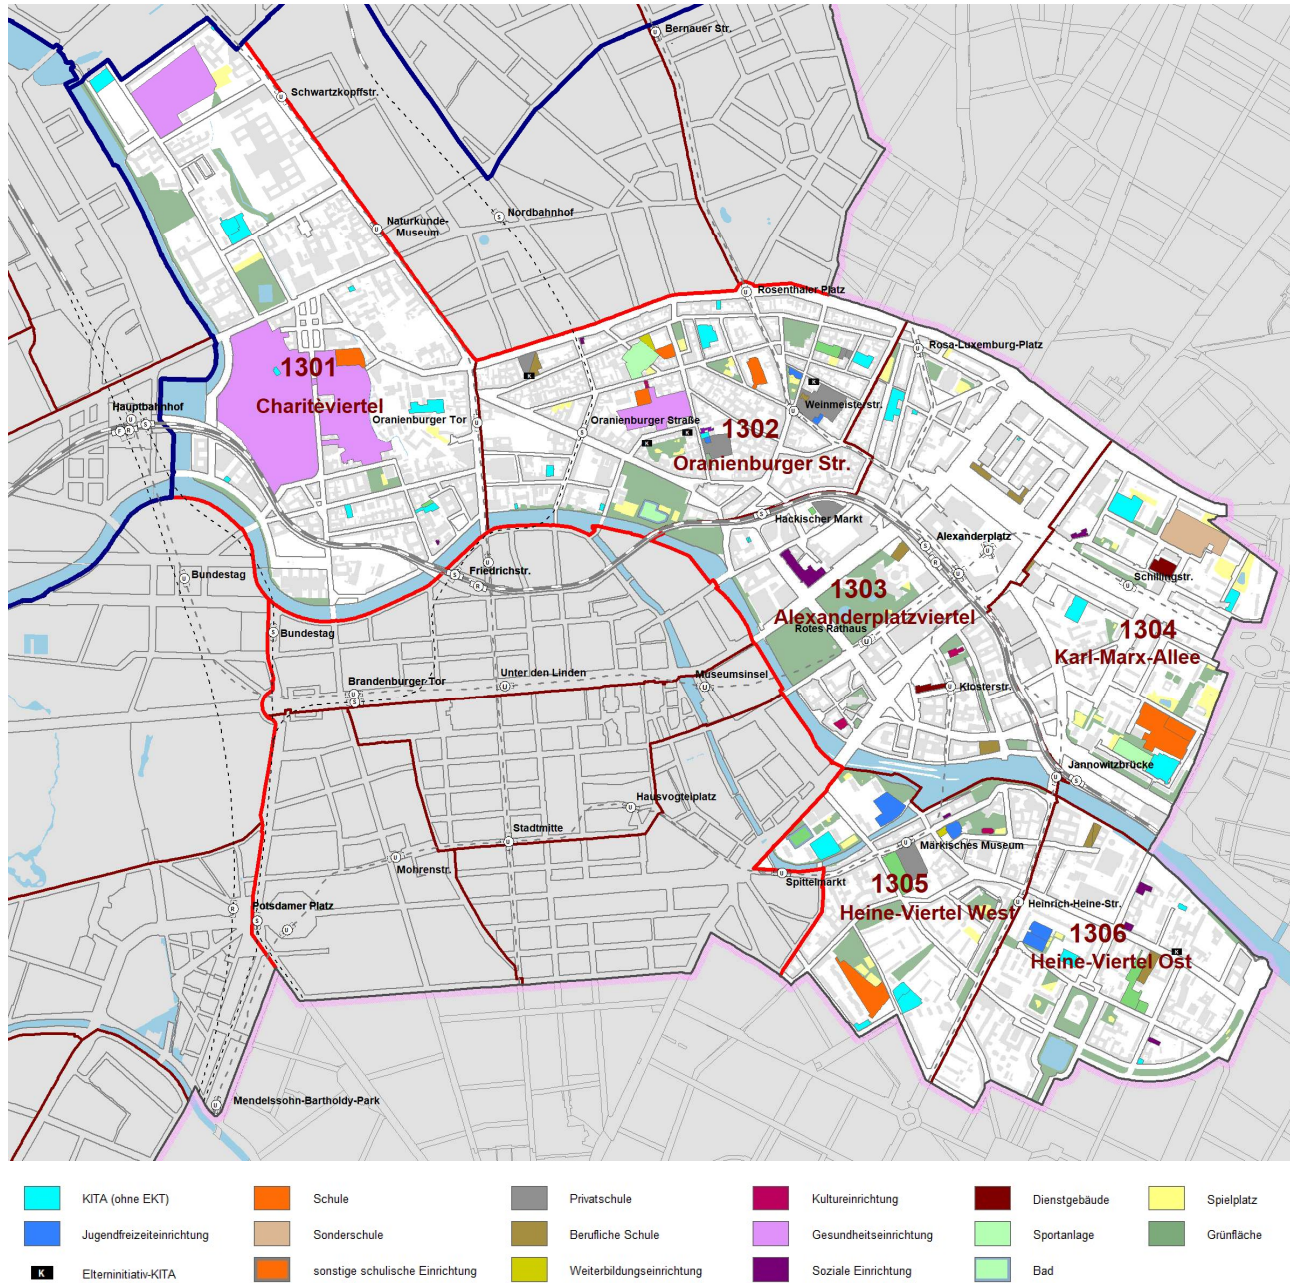 Bernauer Str.
Schwartzkopffstr.
Nordbahnhof
Naturkunde-
Museum
Rosenthaler Platz
Rosa-Luxemburg-Platz
1301
Chariteviertel
Hauptbahnhof
Oranienburger Tor
Oranienburger Straße
Weinmeisterstr.
1302
Oranienburger Str.
Hackischer Markt
Alexanderplatz
Schillingstr.
Bundestag
Friedrichstr.
1303
Alexanderplatzviertel
Rotes Rathaus
1304
Karl-Marx-Allee
Bundestag
Unter den Linden
Brandenburger Tor
Museumsinsel
Klosterstr.
Jannowitzbrücke
Hausvogteiplatz
Stadtmitte
Mohrenstr.
Märkisches Museum
Spittelmarkt
1305
Heine-Viertel West
Heinrich-Heine-Str.
1306
Heine-Viertel Ost
Potsdamer Platz
Mendelssohn-Bartholdy-Park
KITA (ohne EKT)
Schule
Privatschule
Kultureinrichtung
Dienstgebäude
Spielplatz
Jugendfreizeiteinrichtung
Sonderschule
Berufliche Schule
Gesundheitseinrichtung
Sportanlage
Grünfläche
K
Elterninitiativ-KITA
sonstige schulische Einrichtung
Weiterbildungseinrichtung
Soziale Einrichtung
Bad